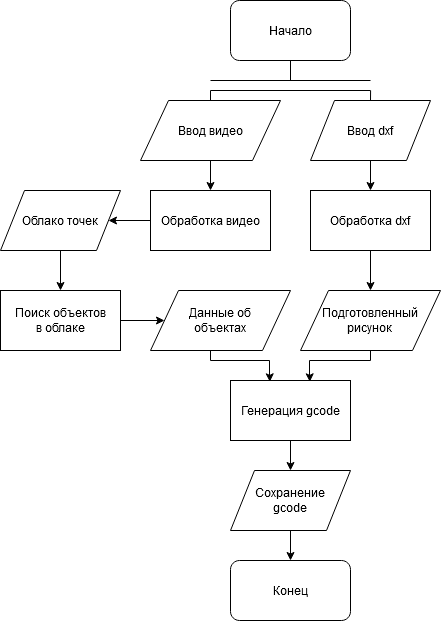 Начало
Ввод видео
Ввод dxf
Облако точек
Обработка видео
Обработка dxf
Поиск объектов
в облаке
Данные об
объектах
Подготовленный
рисунок
Генерация gcode
Сохранение
gcode
Конец